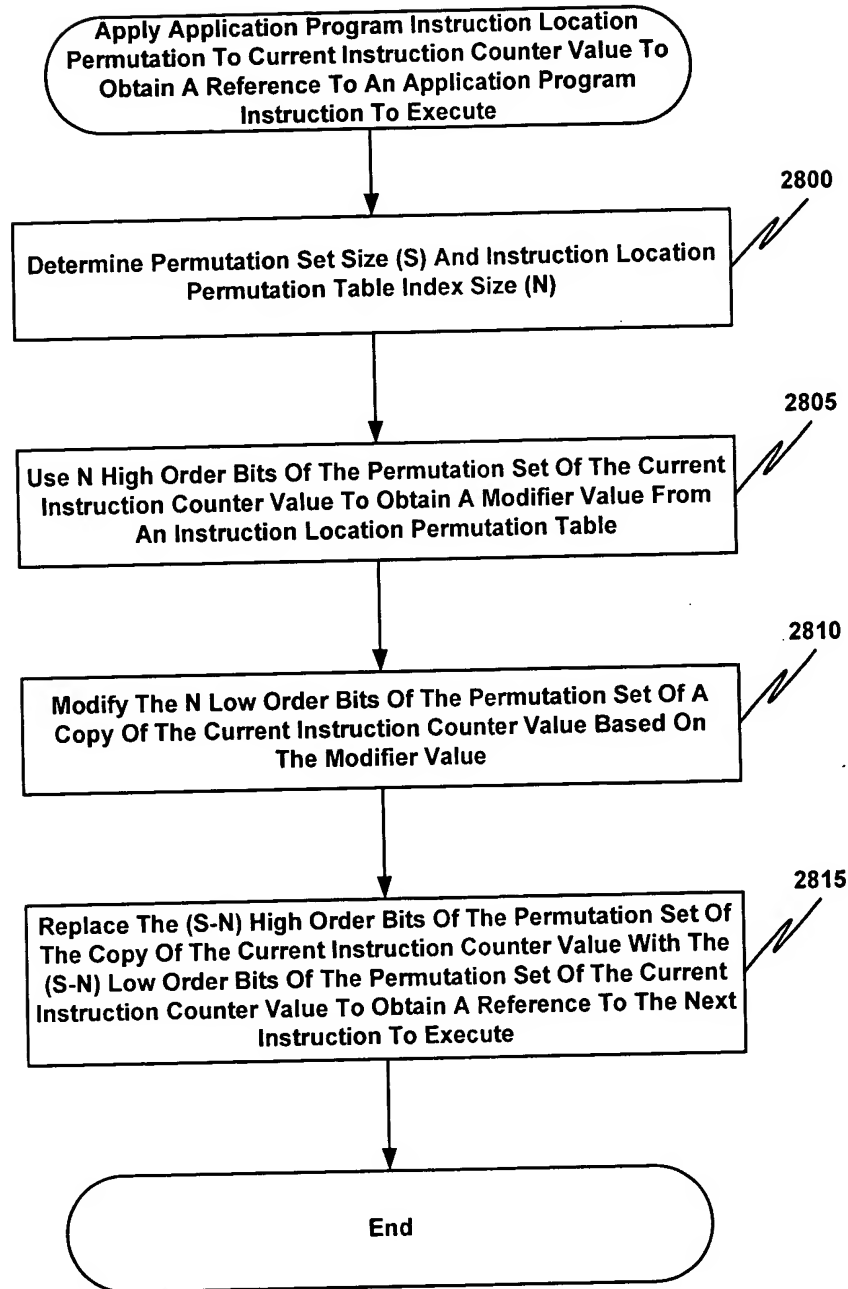 Apply Application Program Instruction Location
Permutation To Current Instruction Counter Value To
Obtain A Reference To An Application Program
Instruction To Execute
2800
Determine Permutation Set Size (S) And Instruction Location
Permutation Table Index Size (N)
2805
Use N High Order Bits Of The Permutation Set Of The Current
Instruction Counter Value To Obtain A Modifier Value From
An Instruction Location Permutation Table
2810
Modify The N Low Order Bits Of The Permutation Set Of A
Copy Of The Current Instruction Counter Value Based On
The Modifier Value
2815
Replace The (S-N) High Order Bits Of The Permutation Set Of
The Copy Of The Current Instruction Counter Value With The
(S-N) Low Order Bits Of The Permutation Set Of The Current
Instruction Counter Value To Obtain A Reference To The Next
Instruction To Execute
End